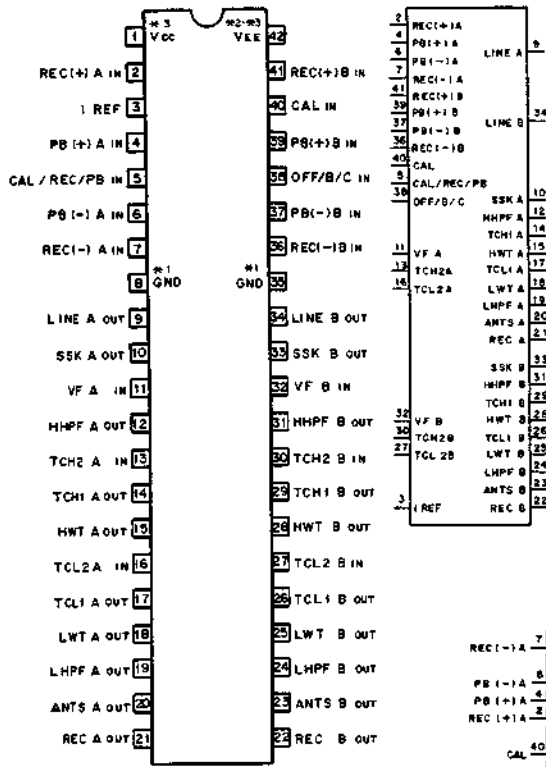 *3 *2·*3
1 VCC VEE 42
REC(+) A IN 2 41 REC(+) B IN
I REF 3 40 CAL IN
PB (+) A IN 4 39 PB(+) B IN
CAL / REC/PB IN 5 38 OFF/B/C IN
PB (-) A IN 6 37 PB(-) B IN
REC(-) A IN 7 36 REC(-) B IN
*1 *1
8 GND GND 35
LINE A OUT 9 34 LINE B OUT
SSK A OUT 10 33 SSK B OUT
VF A IN 11 32 VF B IN
HHPF A OUT 12 31 HHPF B OUT
TCH2 A IN 13 30 TCH2 B IN
TCH1 A OUT 14 29 TCH1 B OUT
HWT A OUT 15 28 HWT B OUT
TCL2 A IN 16 27 TCL2 B IN
TCL1 A OUT 17 26 TCL1 B OUT
LWT A OUT 18 25 LWT B OUT
LHPF A OUT 19 24 LHPF B OUT
ANTS A OUT 20 23 ANTS B OUT
REC A OUT 21 22 REC B OUT
2 REC(+) A
4 PB(+) A
6 PB(-) A
7 REC(-) A
41 REC(+) B
39 PB(+) B
37 PB(-) B
36 REC(-) B
40 CAL
5 CAL/REC/PB
38 OFF/B/C
11 VF A
13 TCH2A
16 TCL2 A
32 VF B
30 TCH2B
27 TCL 2B
3 I REF
LINE A 9
LINE B 34
SSK A 10
HHPF A 12
TCH1 A 14
HWT A 15
TCL1 A 17
LWT A 18
LHPF A 19
ANTS A 20
REC A 21
SSK B 33
HHPF B 31
TCH1 B 29
HWT B 28
TCL1 B 26
LWT B 25
LHPF B 24
ANTS B 23
REC B 22
REC (-) A 7
PB (-) A 6
PB (+) A 4
REC (+) A 2
CAL 40